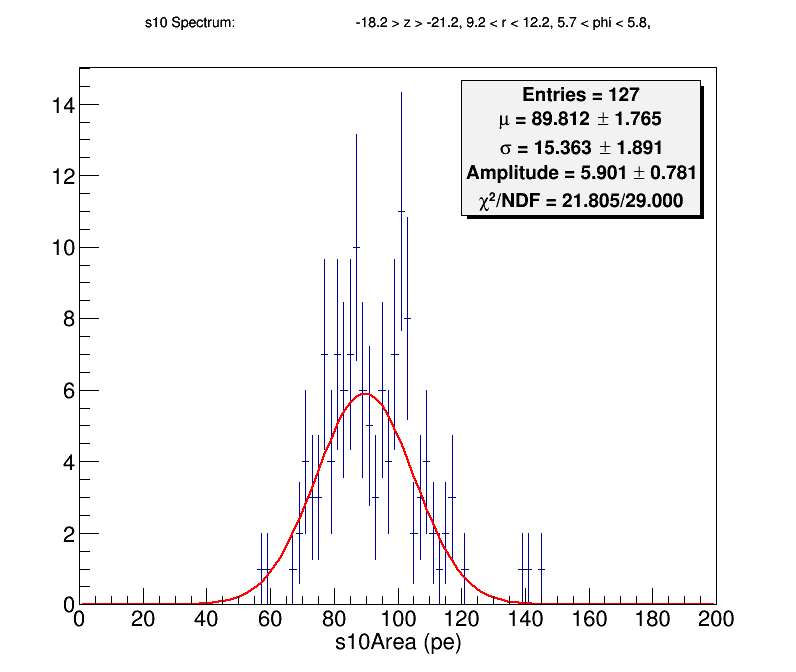 s10 Spectrum: -18.2 > z > -21.2, 9.2 < r < 12.2, 5.7 < phi < 5.8,
Entries = 127
μ = 89.812 ± 1.765
σ = 15.363 ± 1.891
Amplitude = 5.901 ± 0.781
χ²/NDF = 21.805/29.000
14
12
10
8
6
4
2
0
0 20 40 60 80 100 120 140 160 180 200
s10Area (pe)